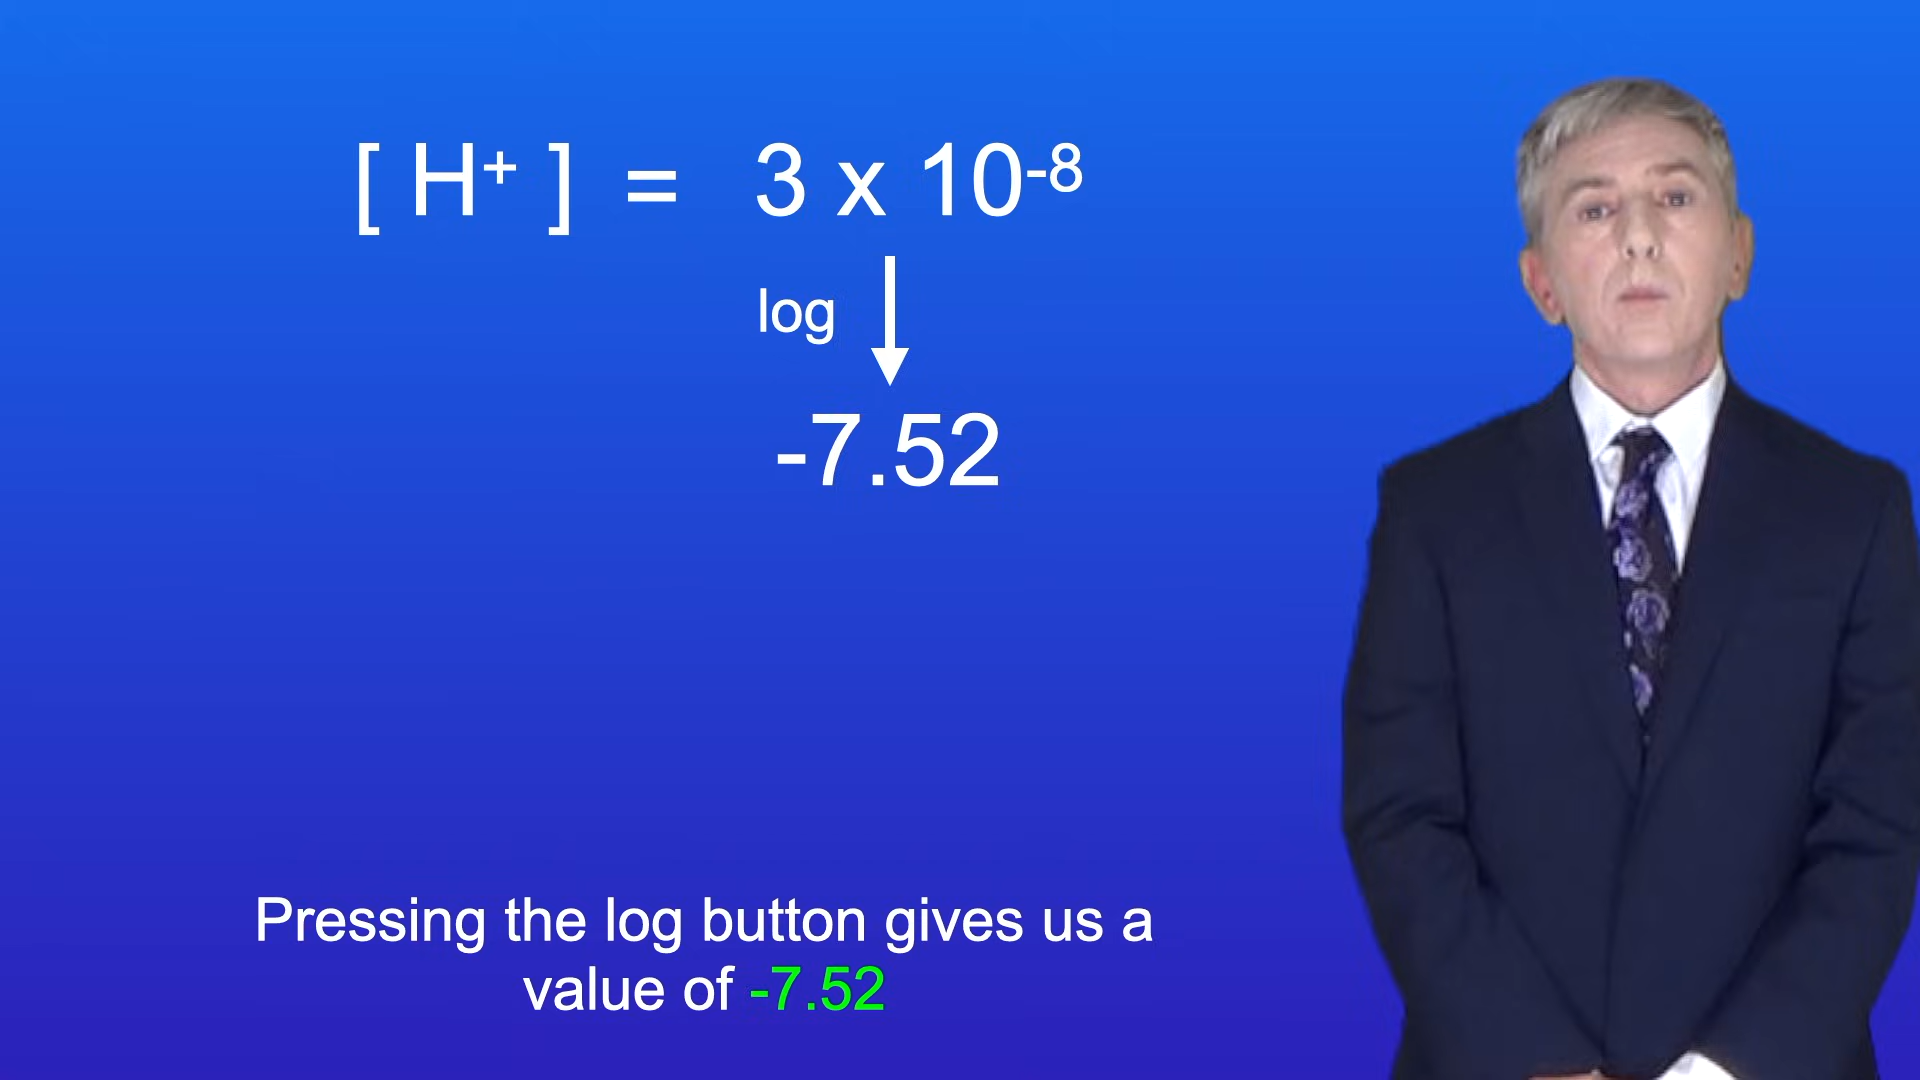 [ H⁺ ] = 3 x 10⁻⁸
log
-7.52
Pressing the log button gives us a
value of -7.52